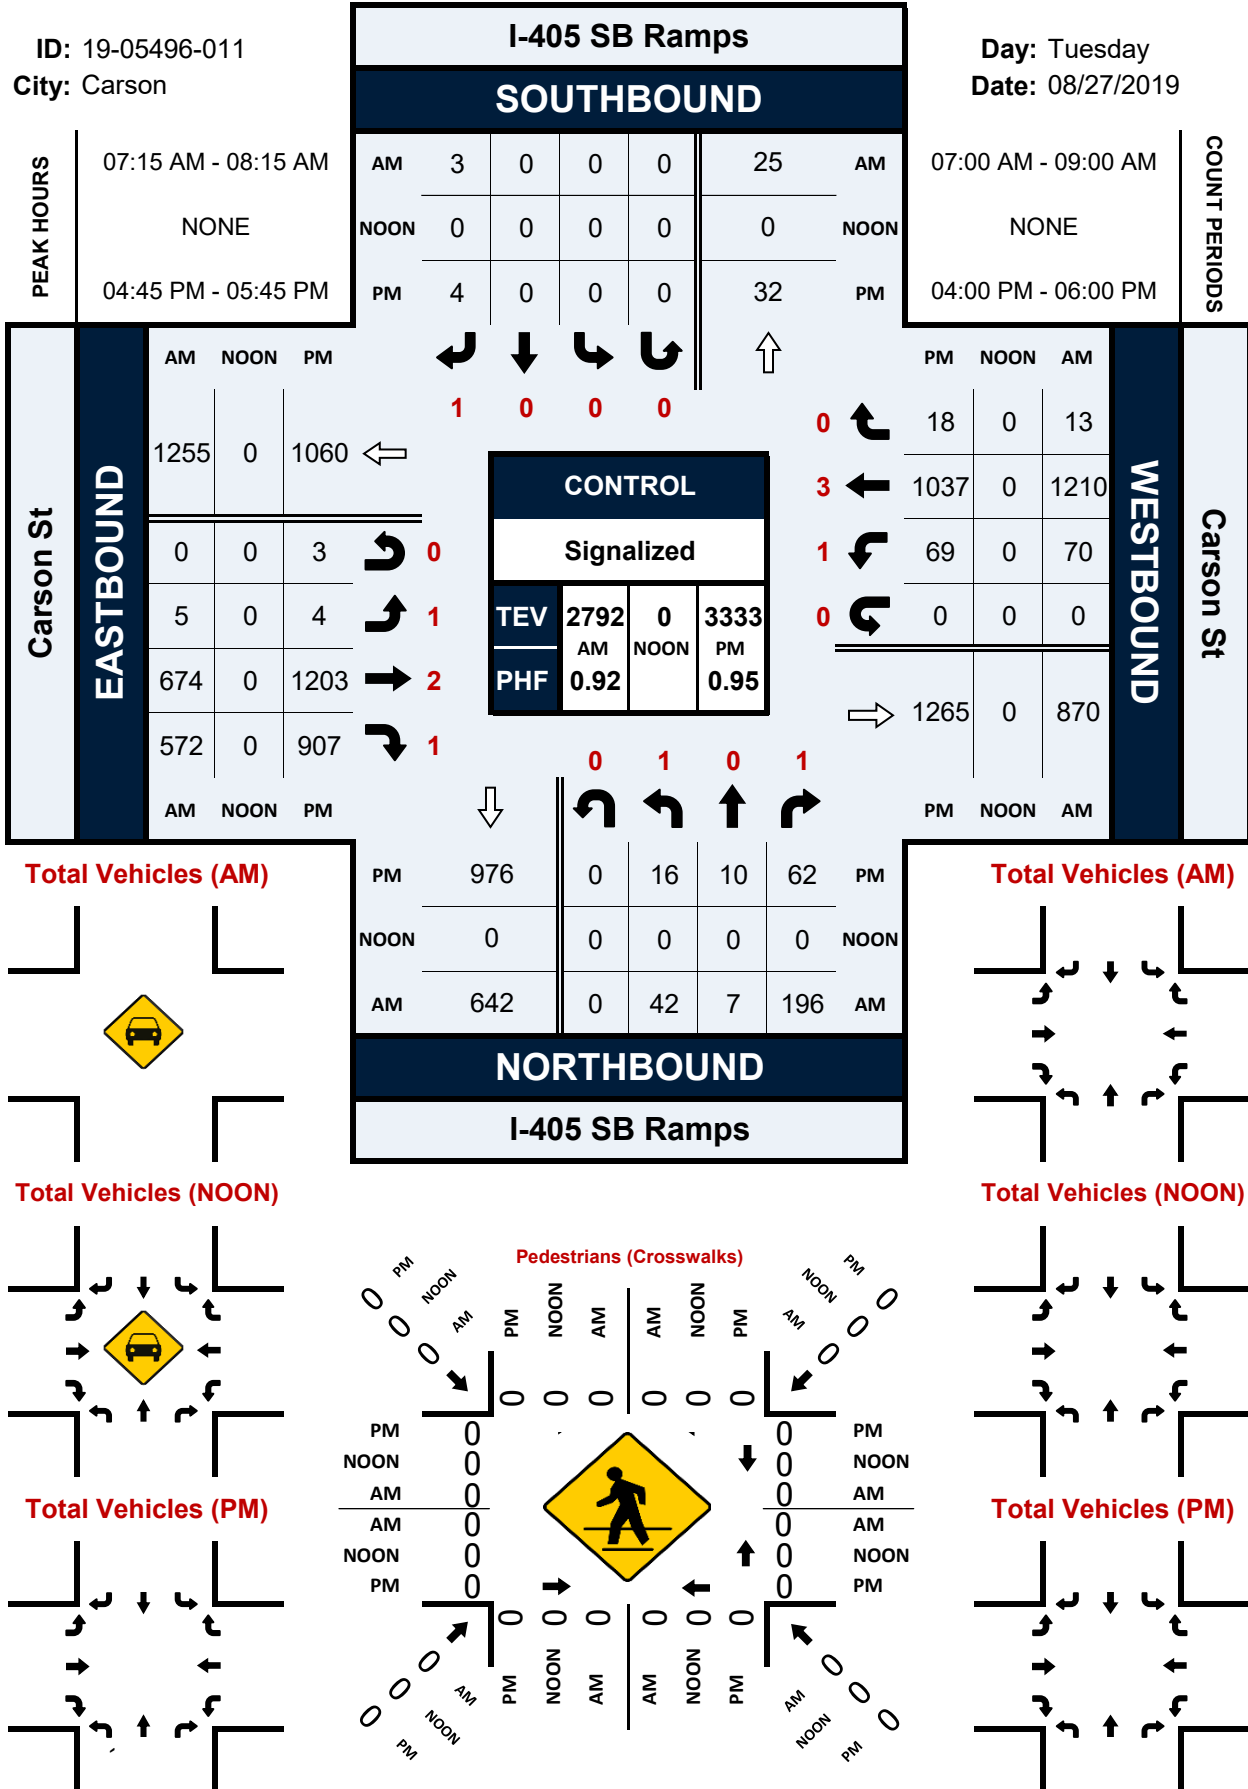 I-405 SB Ramps
ID: 19-05496-011
Day: Tuesday
City: Carson
SOUTHBOUND
Date: 08/27/2019
PEAK HOURS
07:15 AM - 08:15 AM
AM 3 0 0 0 25 AM
07:00 AM - 09:00 AM
COUNT PERIODS
NONE
NOON 0 0 0 0 0 NOON
NONE
04:45 PM - 05:45 PM
PM 4 0 0 0 32 PM
04:00 PM - 06:00 PM
AM NOON PM
PM NOON AM
1 0 0 0
0 18 0 13
1255 0 1060
CONTROL
3 1037 0 1210
Carson St
EASTBOUND
WESTBOUND
Carson St
0 0 3 0
Signalized
1 69 0 70
5 0 4 1
TEV 2792 0 3333
0 0 0 0
AM NOON PM
674 0 1203 2
PHF 0.92 0.95
1265 0 870
572 0 907 1
0 1 0 1
AM NOON PM
PM NOON AM
Total Vehicles (AM)
PM 976 0 16 10 62 PM
Total Vehicles (AM)
NOON 0 0 0 0 0 NOON
AM 642 0 42 7 196 AM
NORTHBOUND
I-405 SB Ramps
Total Vehicles (NOON)
Total Vehicles (NOON)
Pedestrians (Crosswalks)
PM NOON AM
PM NOON AM AM NOON PM
PM NOON AM
0 0 0
0 0 0
0 0 0 0 0 0
PM 0 0 PM
NOON 0 0 NOON
AM 0 0 AM
Total Vehicles (PM)
Total Vehicles (PM)
AM 0 0 AM
NOON 0 0 NOON
PM 0 0 PM
0 0 0 0 0 0
0 0 0
0 0 0
PM NOON AM AM NOON PM
AM NOON PM
AM NOON PM